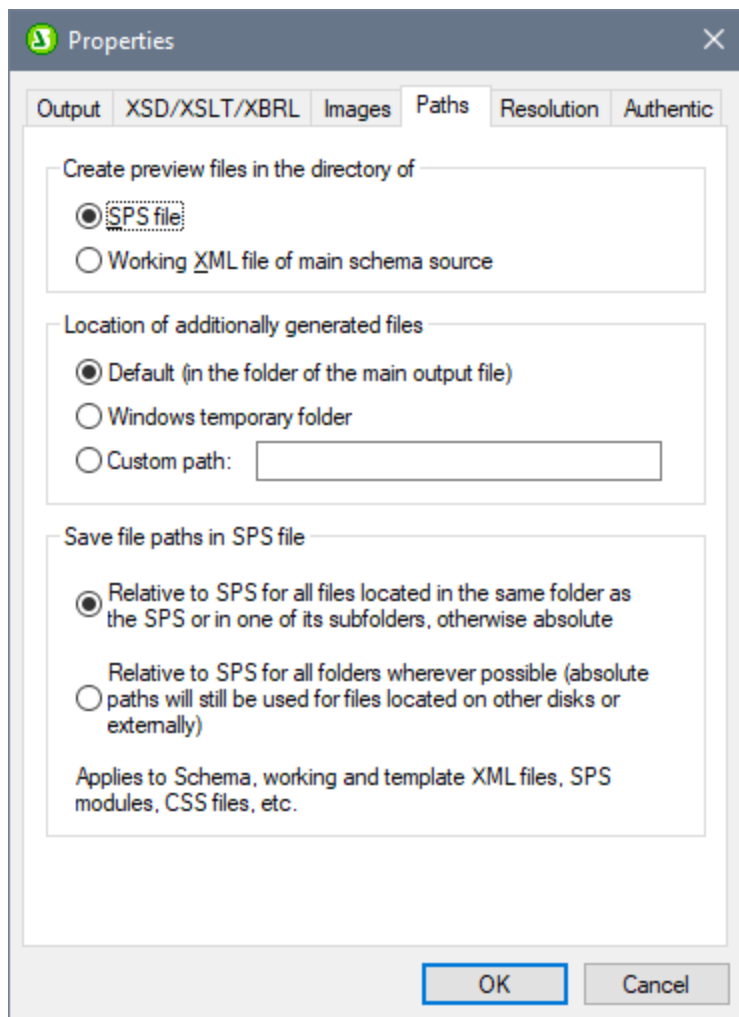 Properties
Output XSD/XSLT/XBRL Images Paths Resolution Authentic
Create preview files in the directory of
SPS file
Working XML file of main schema source
Location of additionally generated files
Default (in the folder of the main output file)
Windows temporary folder
Custom path:
Save file paths in SPS file
Relative to SPS for all files located in the same folder as
the SPS or in one of its subfolders, otherwise absolute
Relative to SPS for all folders wherever possible (absolute
paths will still be used for files located on other disks or
externally)
Applies to Schema, working and template XML files, SPS
modules, CSS files, etc.
OK Cancel